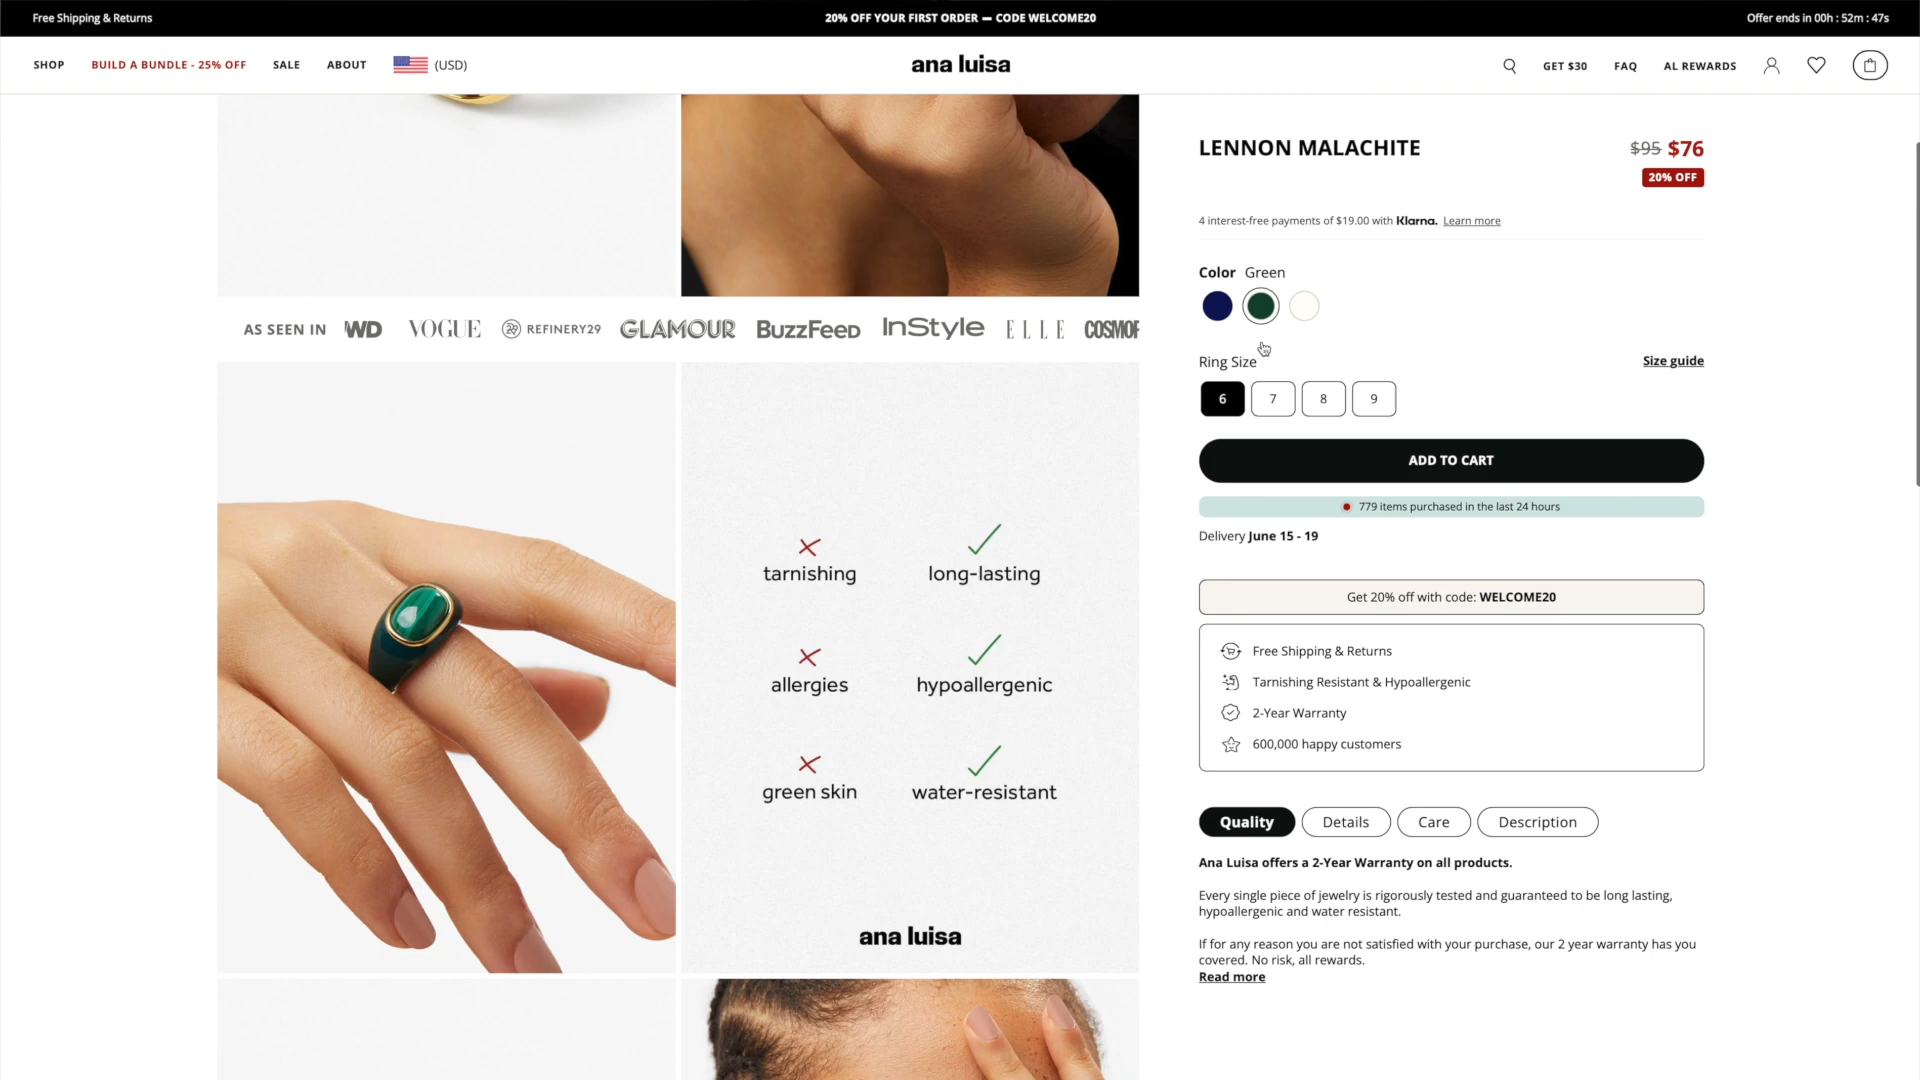 Free Shipping & Returns
20% OFF YOUR FIRST ORDER — CODE WELCOME20
Offer ends in 00h : 52m : 47s
SHOP
BUILD A BUNDLE - 25% OFF
SALE
ABOUT
(USD)
ana luisa
GET $30
FAQ
AL REWARDS
LENNON MALACHITE
$95 $76
20% OFF
4 interest-free payments of $19.00 with Klarna. Learn more
Color Green
AS SEEN IN
WD
VOGUE
R29 REFINERY29
GLAMOUR
BuzzFeed
InStyle
ELLE
COSMOP
Ring Size
Size guide
6
7
8
9
ADD TO CART
779 items purchased in the last 24 hours
Delivery June 15 - 19
tarnishing
long-lasting
allergies
hypoallergenic
green skin
water-resistant
ana luisa
Get 20% off with code: WELCOME20
Free Shipping & Returns
Tarnishing Resistant & Hypoallergenic
2-Year Warranty
600,000 happy customers
Quality
Details
Care
Description
Ana Luisa offers a 2-Year Warranty on all products.
Every single piece of jewelry is rigorously tested and guaranteed to be long lasting,
hypoallergenic and water resistant.
If for any reason you are not satisfied with your purchase, our 2 year warranty has you
covered. No risk, all rewards.
Read more